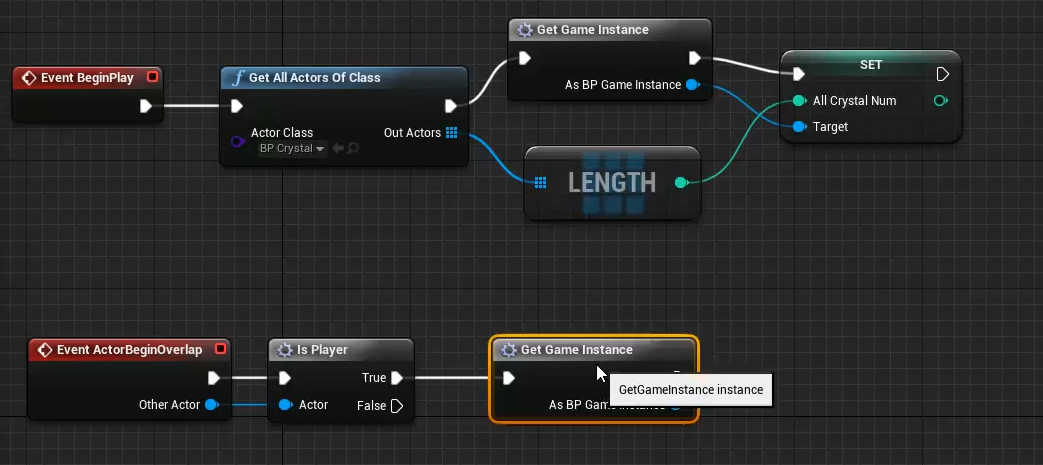 Get Game Instance
As BP Game Instance
SET
All Crystal Num
Target
Event BeginPlay
Get All Actors Of Class
Actor Class
BP Crystal
Out Actors
LENGTH
Event ActorBeginOverlap
Other Actor
Is Player
True
Actor
False
Get Game Instance
As BP Game Instance
GetGameInstance instance